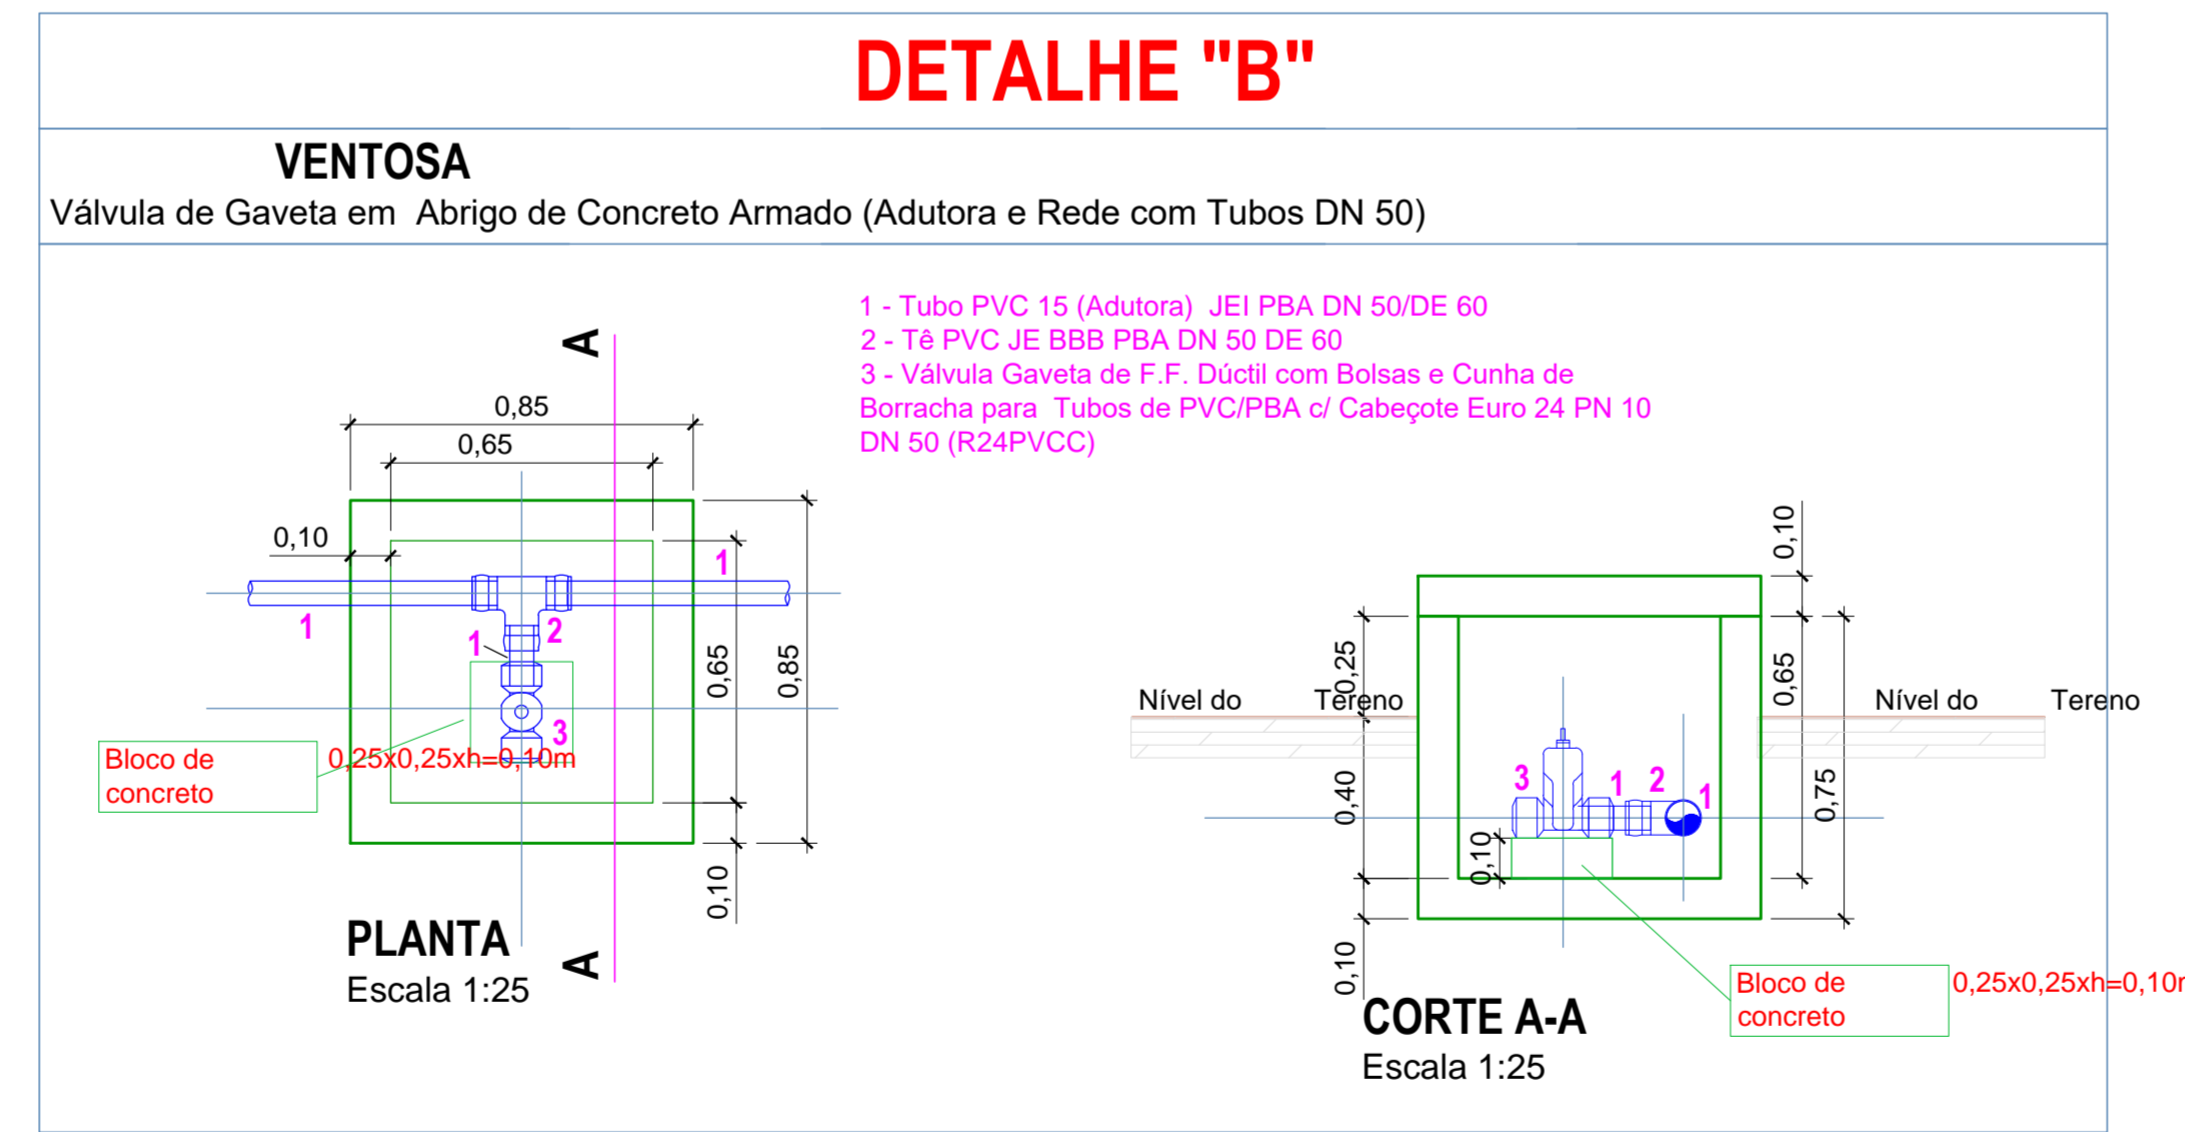 DETALHE "B"
VENTOSA
Válvula de Gaveta em Abrigo de Concreto Armado (Adutora e Rede com Tubos DN 50)
1 - Tubo PVC 15 (Adutora) JEI PBA DN 50/DE 60
2 - Tê PVC JE BBB PBA DN 50 DE 60
3 - Válvula Gaveta de F.F. Dúctil com Bolsas e Cunha de
Borracha para Tubos de PVC/PBA c/ Cabeçote Euro 24 PN 10
DN 50 (R24PVCC)
A
0,85
0,65
0,10
1
1
1
2
3
0,65
0,85
0,10
Bloco de
concreto
0,25x0,25xh=0,10m
A
PLANTA
Escala 1:25
0,10
0,25
0,65
Nível do Tereno
Nível do Tereno
0,40
0,75
3
1
2
1
0,10
0,10
Bloco de
concreto
0,25x0,25xh=0,10r
CORTE A-A
Escala 1:25